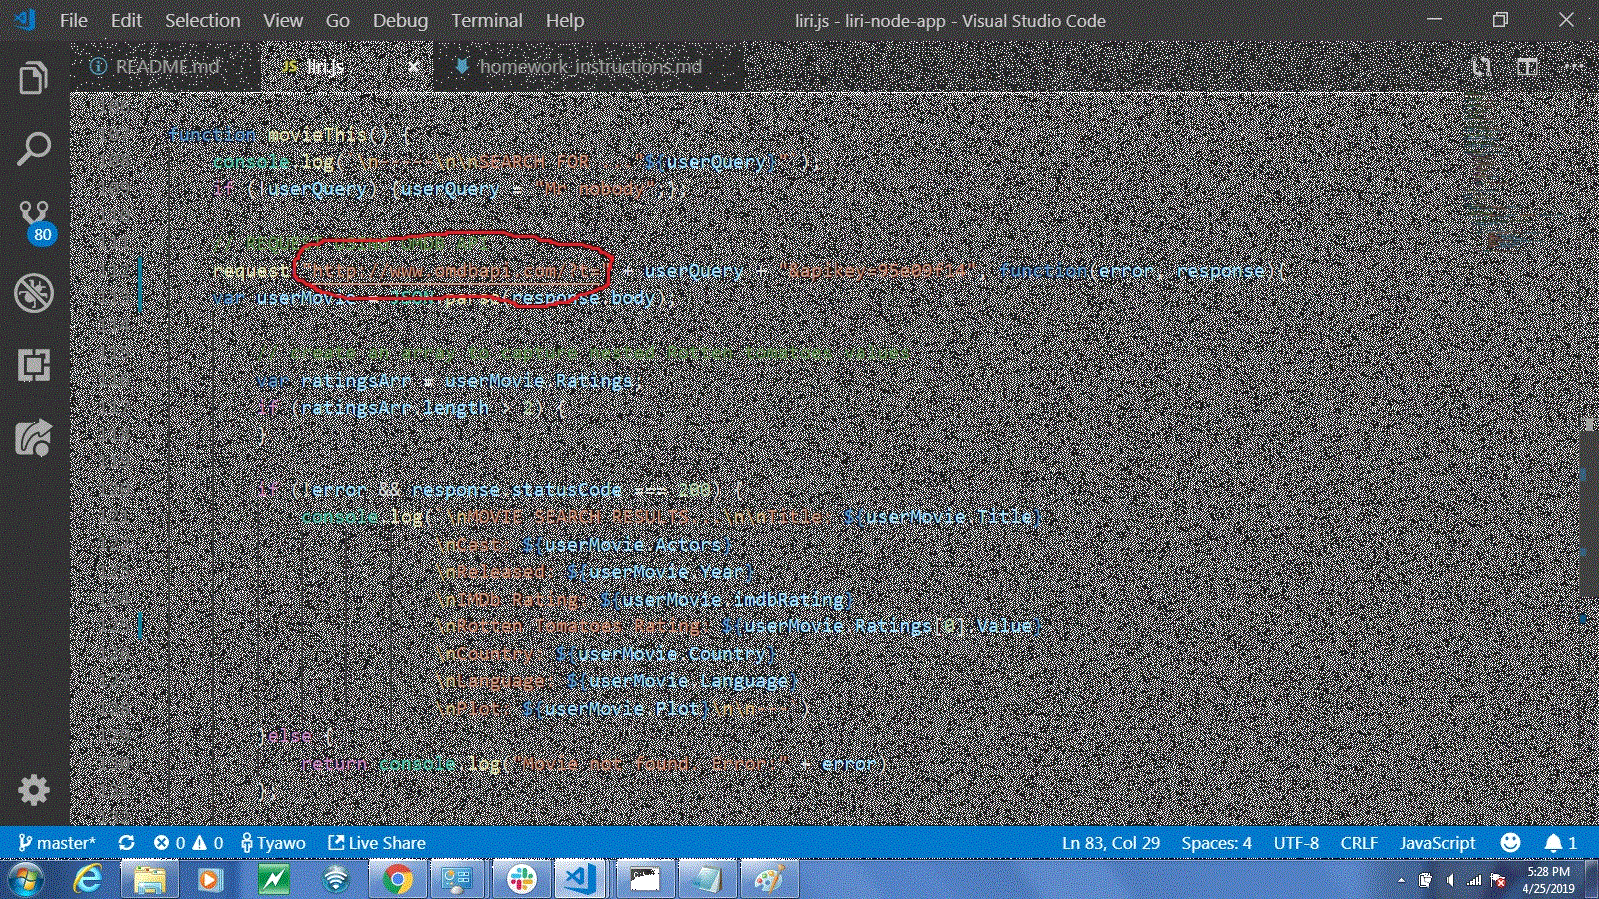 File Edit Selection View Go Debug Terminal Help
liri.js - liri-node-app - Visual Studio Code
README.md JS liri.js × homework_instructions.md
function movieThis() {
console.log(`\n-----\n\nSEARCH FOR "${userQuery}"`);
if (!userQuery) {userQuery = "Mr nobody";};
request("http://www.omdbapi.com/?t=" + userQuery + function(error, response){
var userMovie = JSON.parse(response.body);
var ratingsArr = userMovie.Ratings;
if (ratingsArr.length > 2) {
}
if (!error && response.statusCode === 200) {
console.log(`\nMOVIE SEARCH RESULTS \n\nTitle: ${userMovie.Title}
\nCast: ${userMovie.Actors}
\nReleased: ${userMovie.Year}
\nIMDb Rating: ${userMovie.imdbRating}
\nRotten Tomatoes Rating: ${userMovie.Ratings[0].Value}
\nCountry: ${userMovie.Country}
\nLanguage: ${userMovie.Language}
\nPlot: ${userMovie.Plot}\n\n---`)
}else {
return console.log("Movie not found. Error:" + error)
}
80
master* 0 0 Tyawo Live Share Ln 83, Col 29 Spaces: 4 UTF-8 CRLF JavaScript 1
5:28 PM
4/25/2019